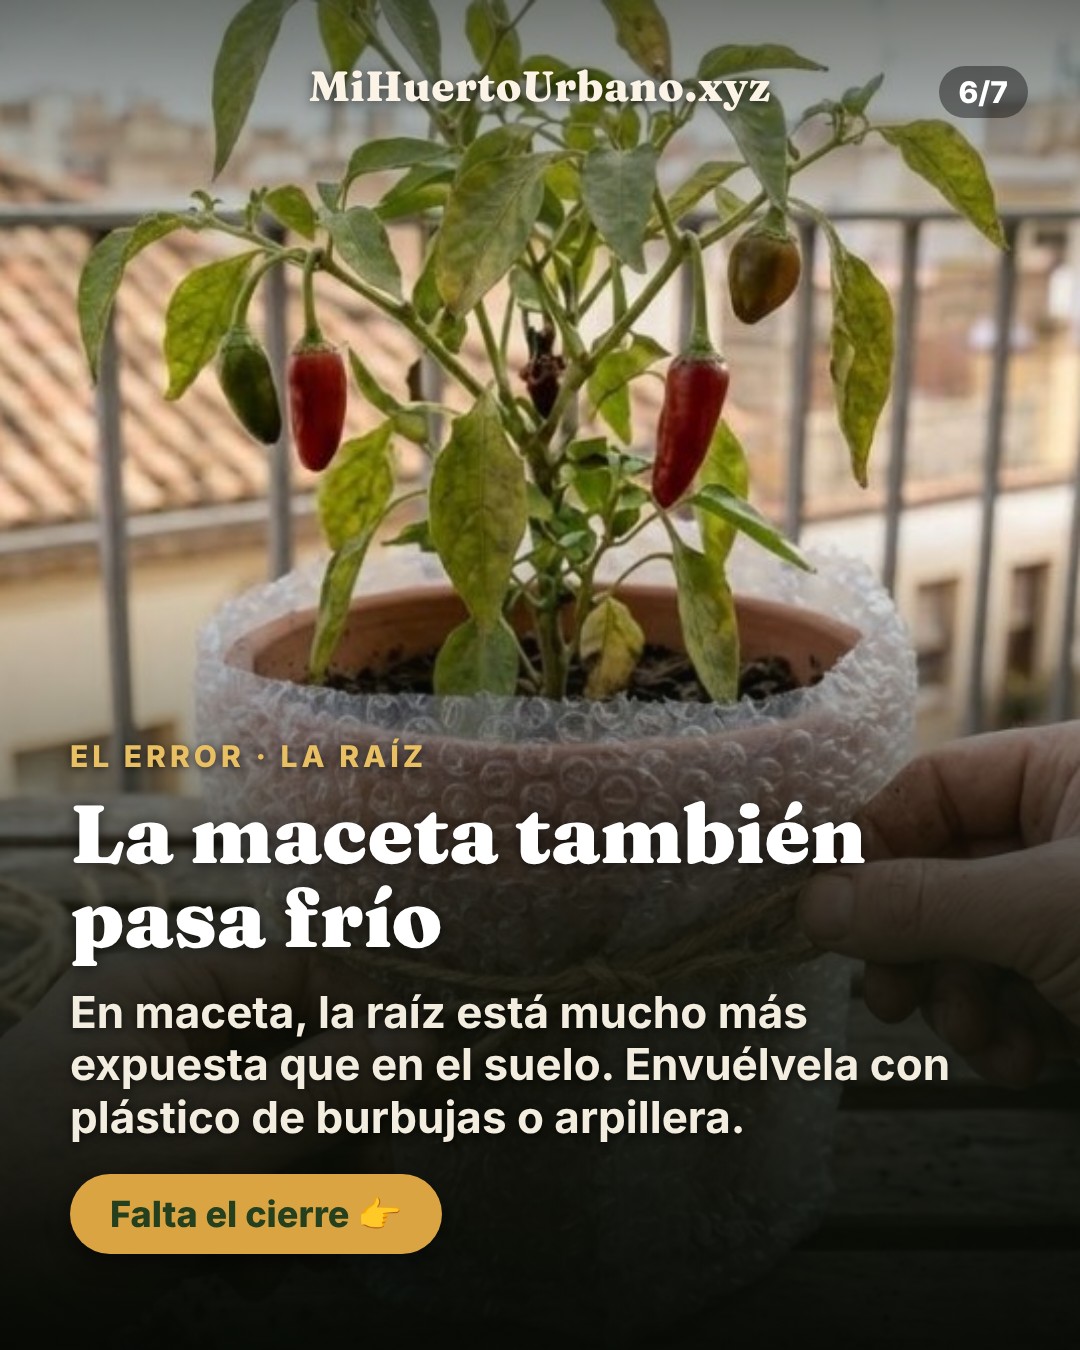 MiHuertoUrbano.xyz
6/7
EL ERROR · LA RAÍZ
La maceta también
pasa frío
En maceta, la raíz está mucho más
expuesta que en el suelo. Envuélvela con
plástico de burbujas o arpillera.
Falta el cierre 👉